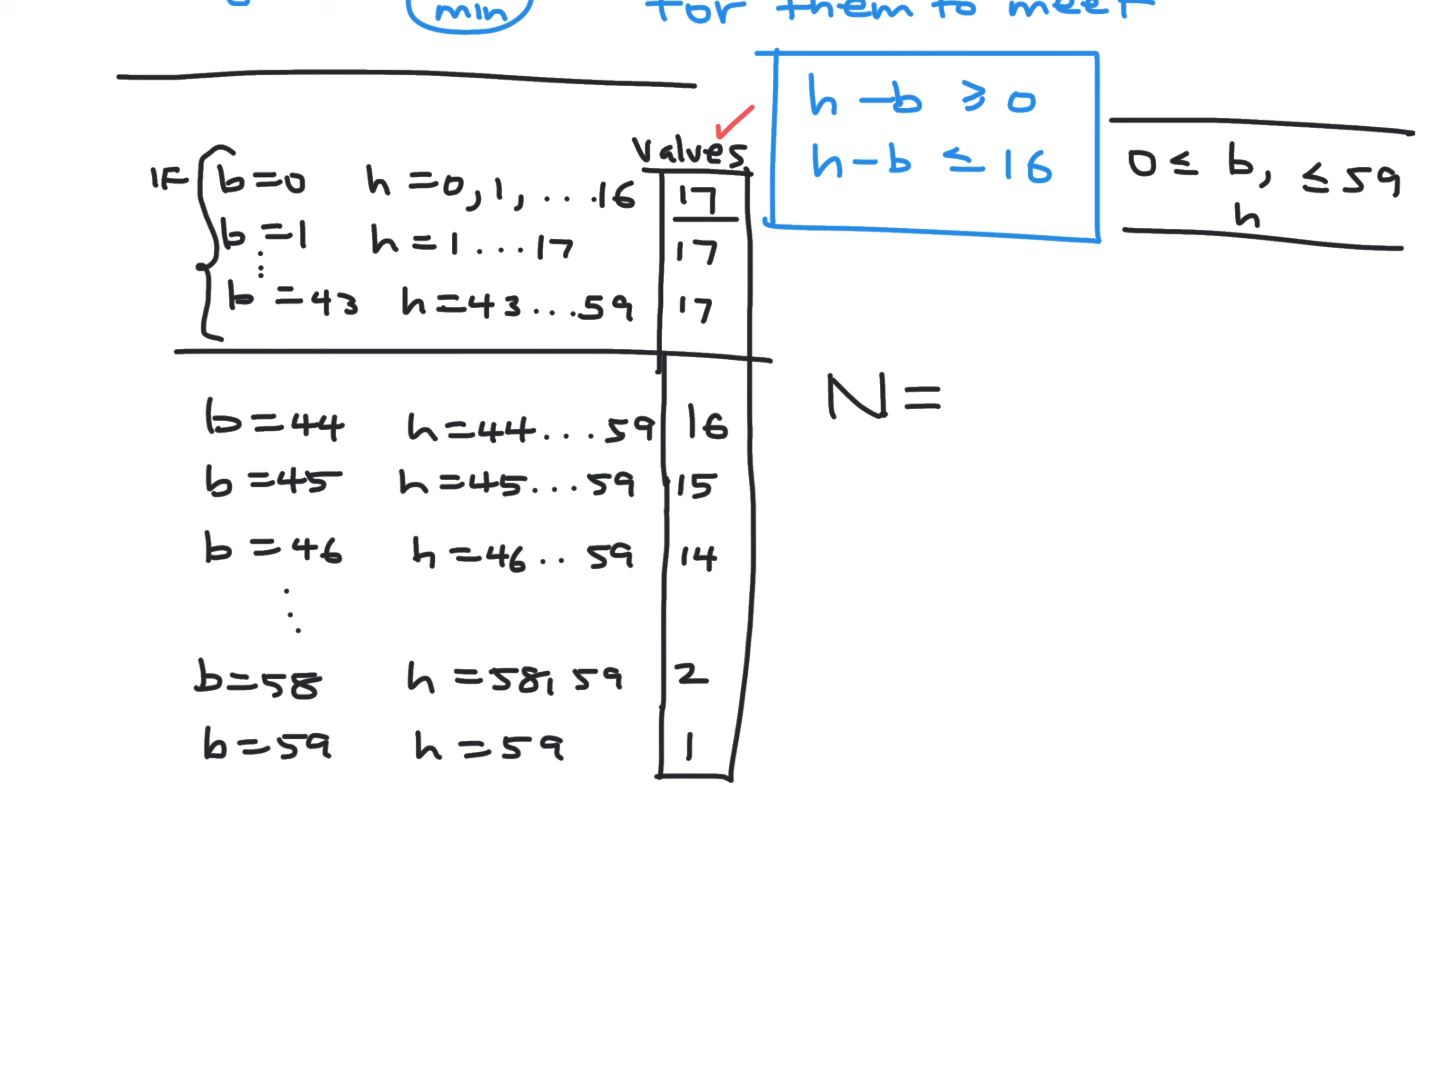 min for them to meet
h - b ≥ 0
h - b ≤ 16
0 ≤ b, ≤ 59
h
values
IF b = 0 h = 0, 1, ... 16 17
b = 1 h = 1 ... 17 17
⋮
b = 43 h = 43 ... 59 17
N =
b = 44 h = 44 ... 59 16
b = 45 h = 45 ... 59 15
b = 46 h = 46 .. 59 14
⋮
b = 58 h = 58, 59 2
b = 59 h = 59 1